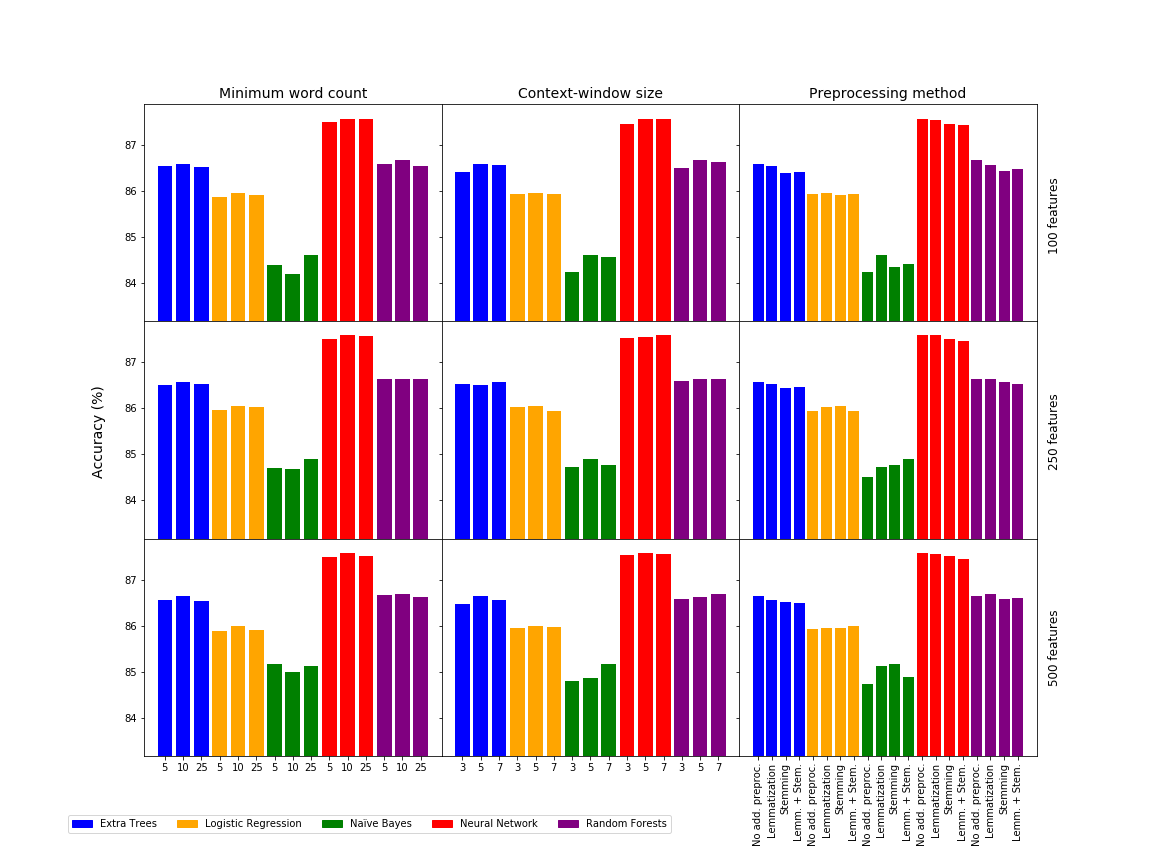 Minimum word count
Context-window size
Preprocessing method
87
86
85
84
100 features
Accuracy (%)
87
86
85
84
250 features
87
86
85
84
500 features
5 10 25 5 10 25 5 10 25 5 10 25 5 10 25
3 5 7 3 5 7 3 5 7 3 5 7 3 5 7
No add. preproc.
Lemmatization
Stemming
Lemm. + Stem.
No add. preproc.
Lemmatization
Stemming
Lemm. + Stem.
No add. preproc.
Lemmatization
Stemming
Lemm. + Stem.
No add. preproc.
Lemmatization
Stemming
Lemm. + Stem.
No add. preproc.
Lemmatization
Stemming
Lemm. + Stem.
Extra Trees Logistic Regression Naïve Bayes Neural Network Random Forests